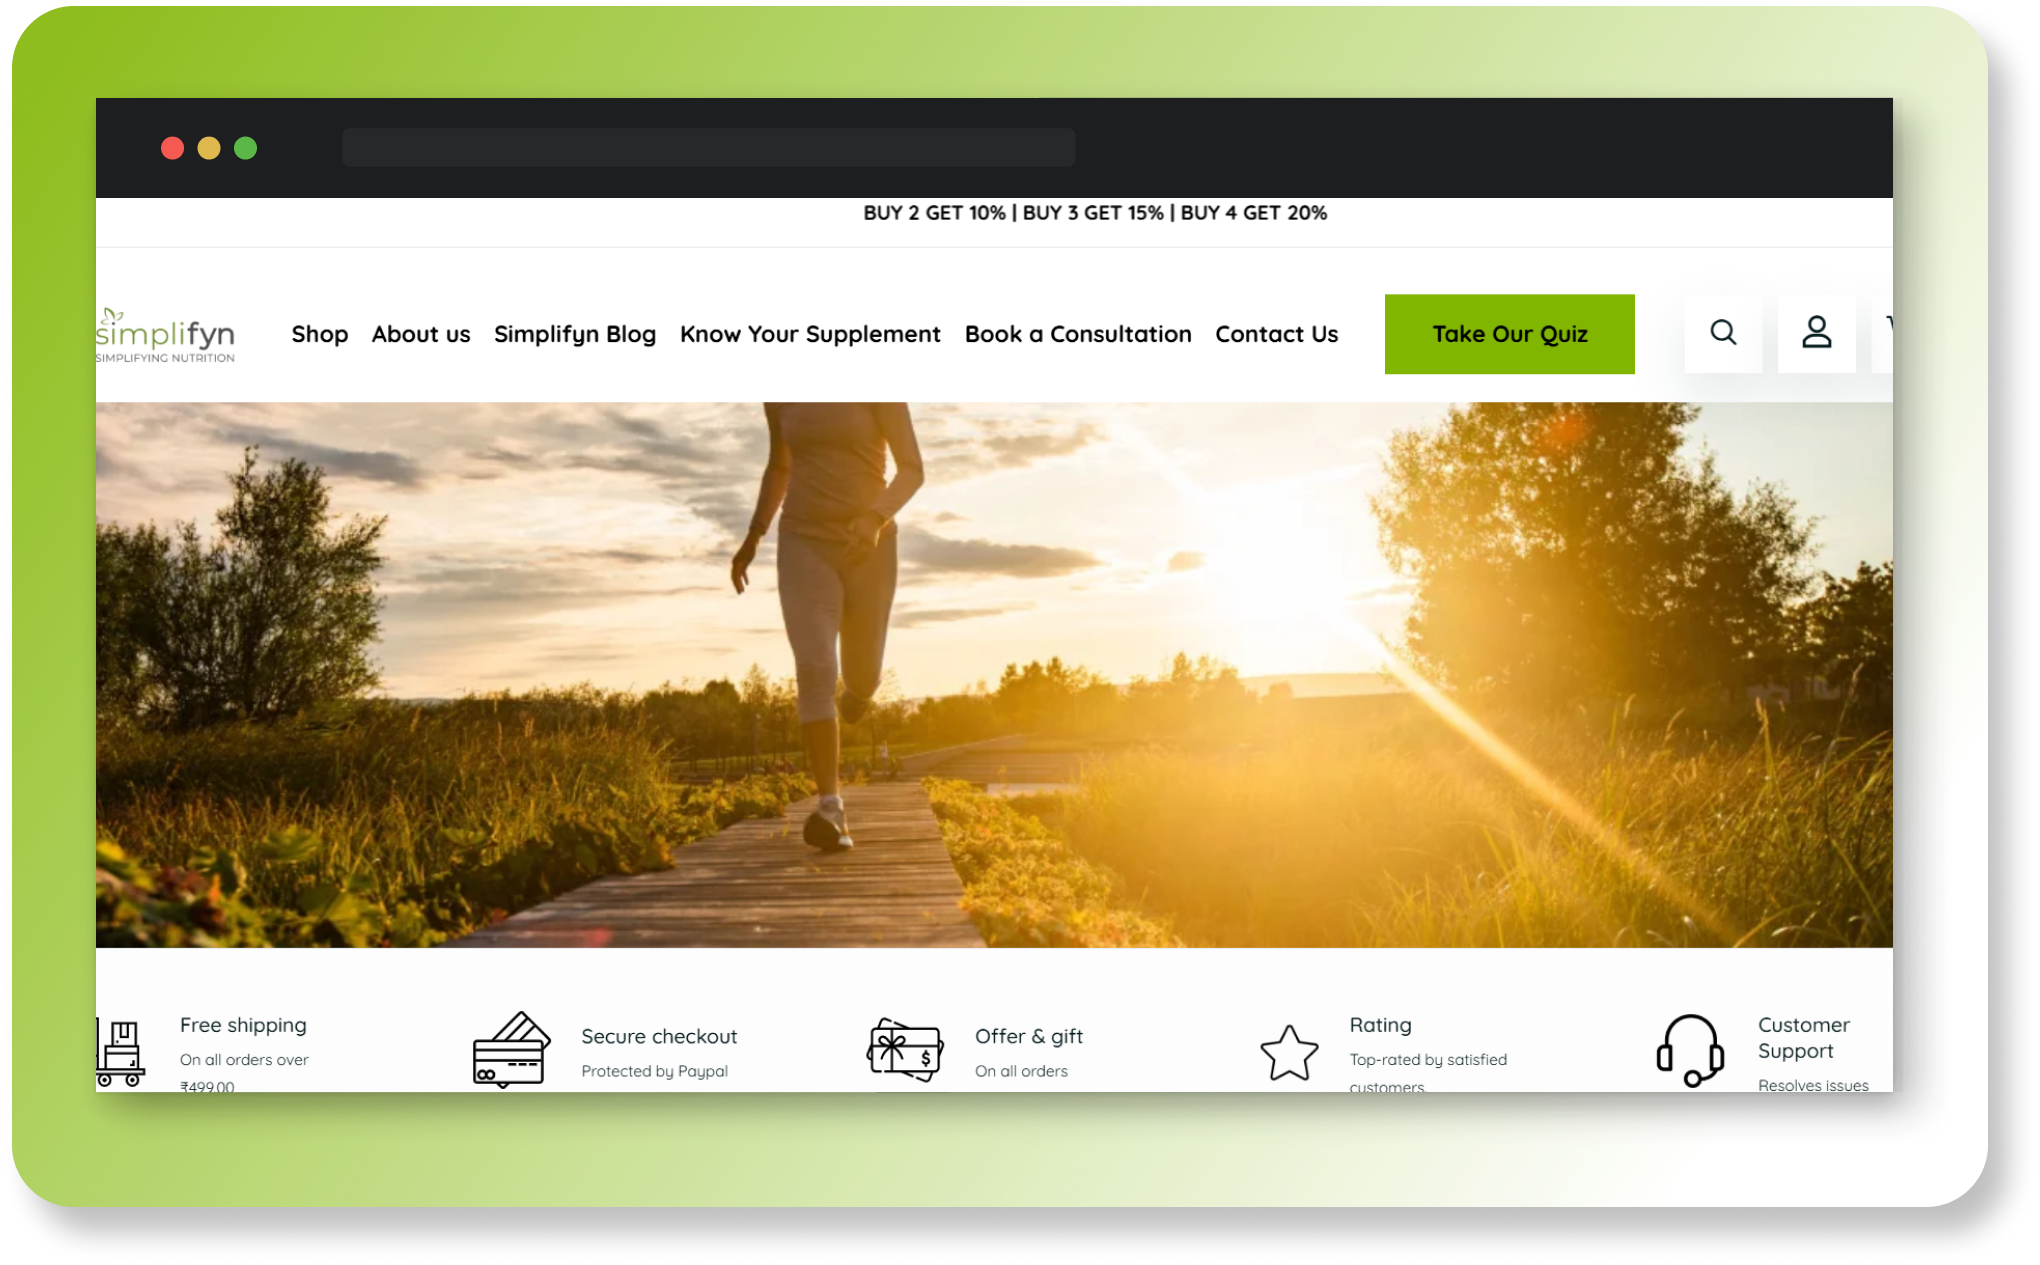 BUY 2 GET 10% | BUY 3 GET 15% | BUY 4 GET 20%
simplifyn
SIMPLIFYING NUTRITION
Shop About us Simplifyn Blog Know Your Supplement Book a Consultation Contact Us Take Our Quiz
Free shipping
On all orders over
₹499.00
Secure checkout
Protected by Paypal
Offer & gift
On all orders
$
Rating
Top-rated by satisfied
customers.
Customer
Support
Resolves issues